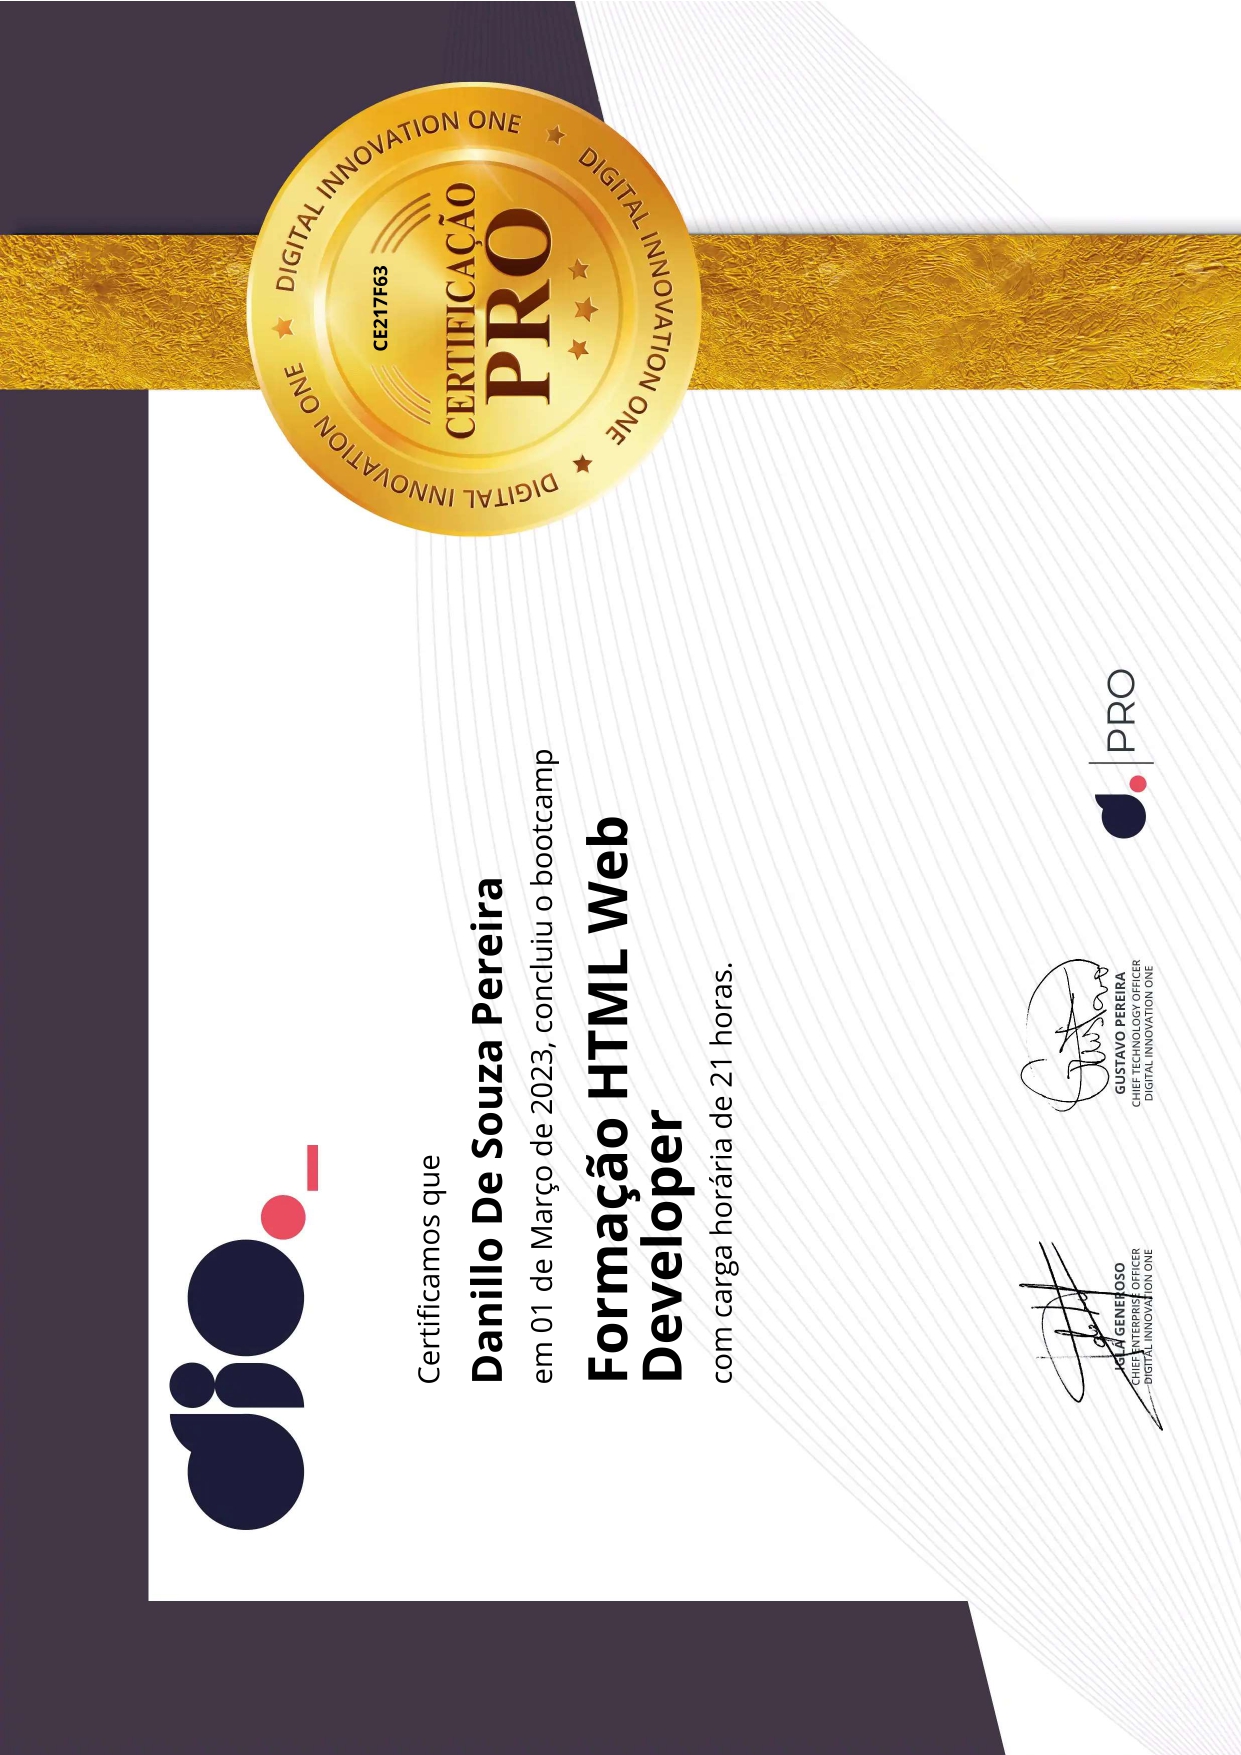 dio._
Certificamos que
Danillo De Souza Pereira
em 01 de Março de 2023, concluiu o bootcamp
Formação HTML Web
Developer
com carga horária de 21 horas.
DIGITAL INNOVATION ONE ★ DIGITAL INNOVATION ONE ★ DIGITAL INNOVATION ONE ★
CE217F63
CERTIFICAÇÃO
PRO
IGLÁ GENEROSO
CHIEF ENTERPRISE OFFICER
DIGITAL INNOVATION ONE
Gustavo
GUSTAVO PEREIRA
CHIEF TECHNOLOGY OFFICER
DIGITAL INNOVATION ONE
d. | PRO